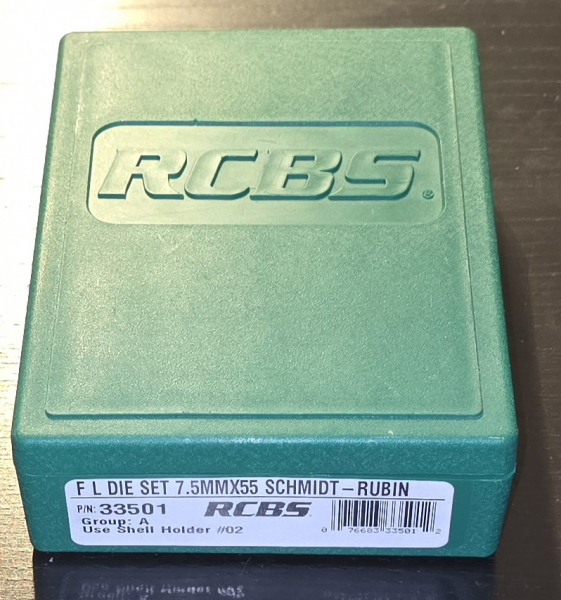 RCBS®
F L DIE SET 7.5MMX55 SCHMIDT-RUBIN
P/N: 33501 RCBS
Group: A
Use Shell Holder #02
0 76683 33501 2